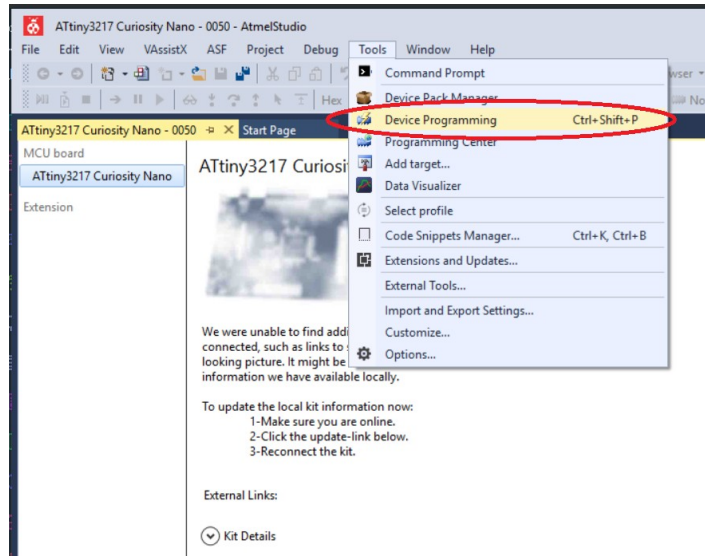 ATtiny3217 Curiosity Nano - 0050 - AtmelStudio
File Edit View VAssistX ASF Project Debug Tools Window Help
Hex
wser
No
Command Prompt
Device Pack Manager
Device Programming Ctrl+Shift+P
Programming Center
Add target...
Data Visualizer
Select profile
Code Snippets Manager... Ctrl+K, Ctrl+B
Extensions and Updates...
External Tools...
Import and Export Settings...
Customize...
Options...
ATtiny3217 Curiosity Nano - 0050 Start Page
MCU board
ATtiny3217 Curiosity Nano
Extension
ATtiny3217 Curiosi
We were unable to find addi
connected, such as links to
looking picture. It might be
information we have available locally.
To update the local kit information now:
1-Make sure you are online.
2-Click the update-link below.
3-Reconnect the kit.
External Links:
Kit Details